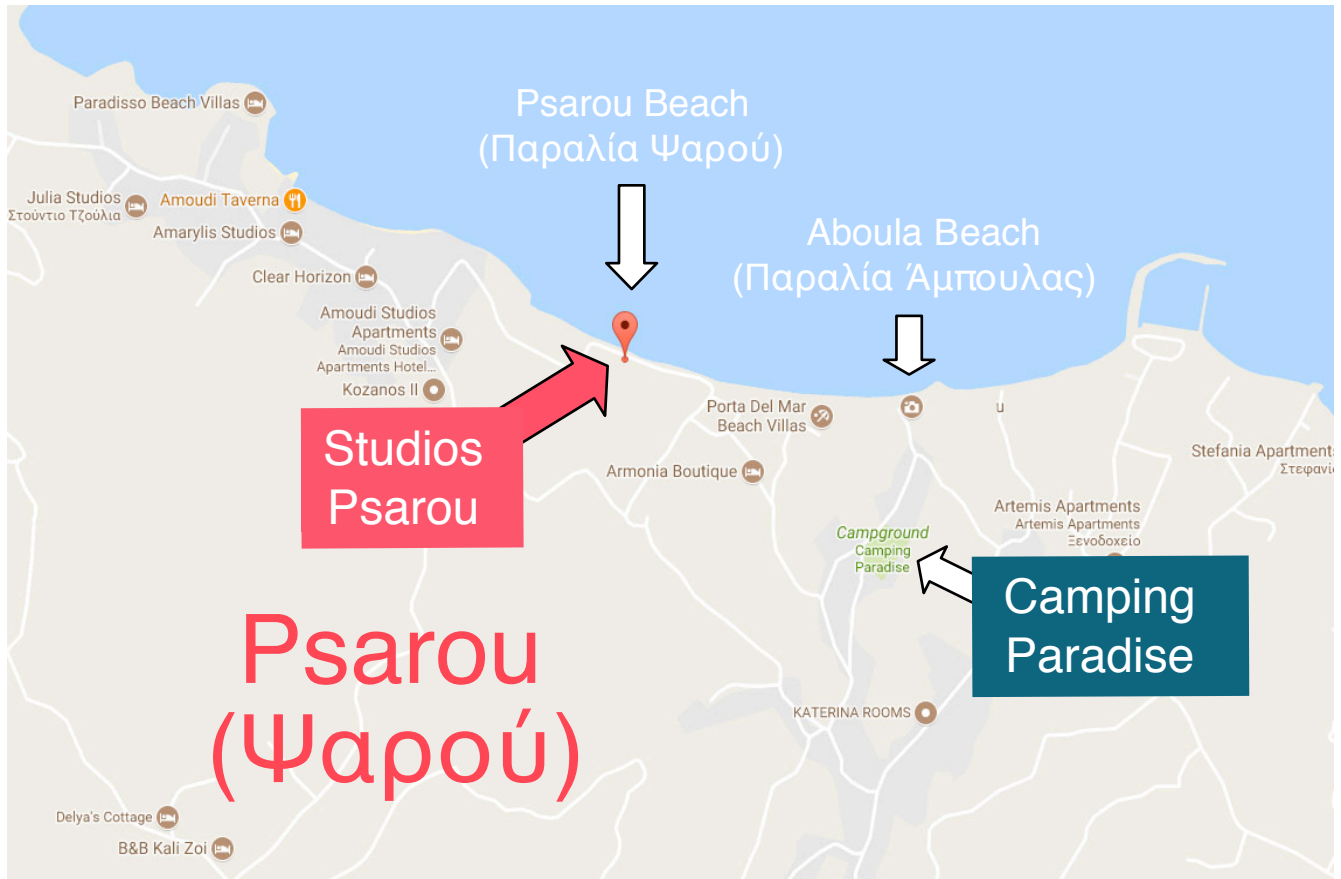 Paradisso Beach Villas
Psarou Beach
(Παραλία Ψαρού)
Julia Studios
Στούντιο Τζούλια
Amoudi Taverna
Amarylis Studios
Aboula Beach
(Παραλία Άμπουλας)
Clear Horizon
Amoudi Studios
Apartments
Amoudi Studios
Apartments Hotel...
Kozanos II
Porta Del Mar
Beach Villas
u
Studios
Psarou
Armonia Boutique
Stefania Apartments
Στεφανία
Artemis Apartments
Artemis Apartments
Ξενοδοχείο
Campground
Camping
Paradise
Camping
Paradise
Psarou
(Ψαρού)
KATERINA ROOMS
Delya's Cottage
B&B Kali Zoi